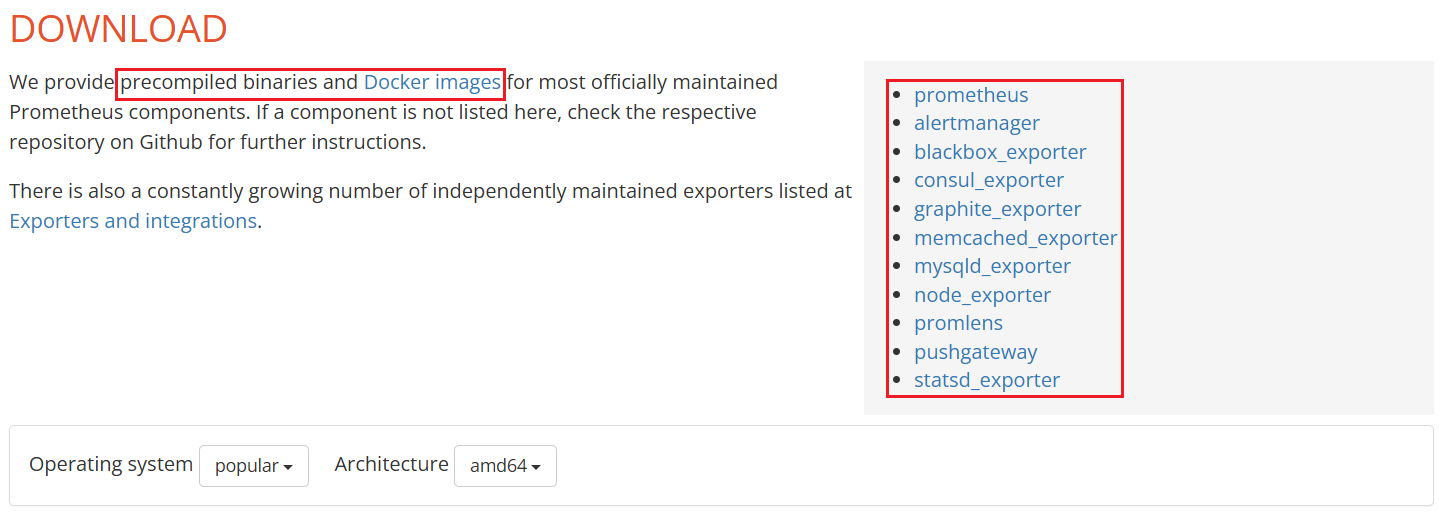 DOWNLOAD
We provide precompiled binaries and Docker images for most officially maintained
Prometheus components. If a component is not listed here, check the respective
repository on Github for further instructions.
There is also a constantly growing number of independently maintained exporters listed at
Exporters and integrations.
prometheus
alertmanager
blackbox_exporter
consul_exporter
graphite_exporter
memcached_exporter
mysqld_exporter
node_exporter
promlens
pushgateway
statsd_exporter
Operating system popular Architecture amd64